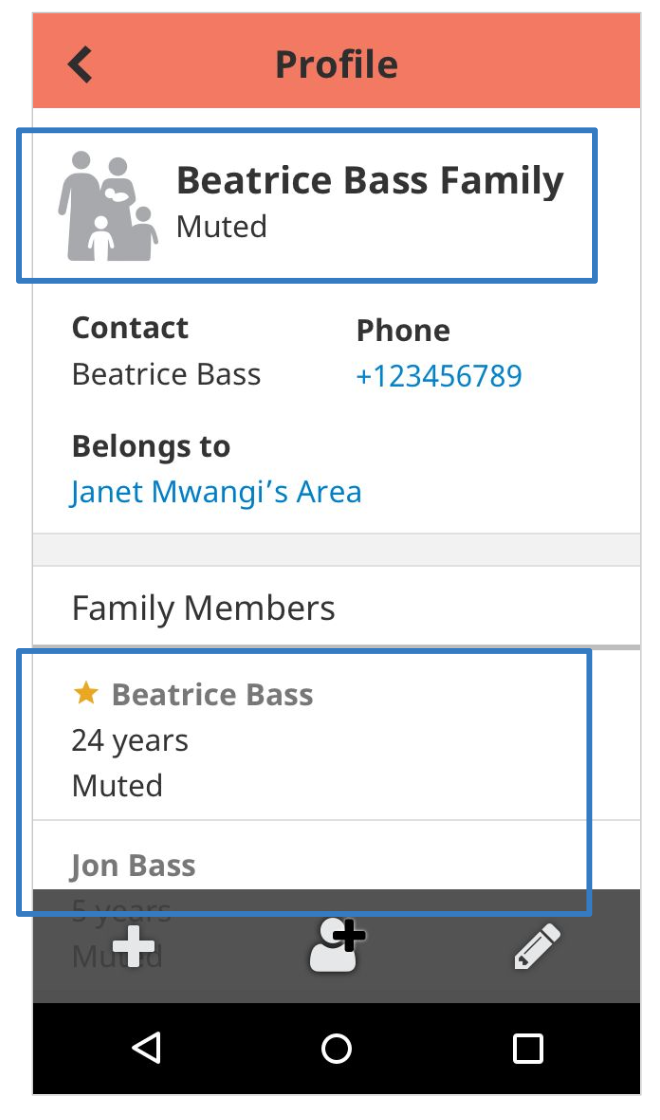 Profile
Beatrice Bass Family
Muted
Contact
Phone
Beatrice Bass
+123456789
Belongs to
Janet Mwangi’s Area
Family Members
Beatrice Bass
24 years
Muted
Jon Bass
5 years
Muted